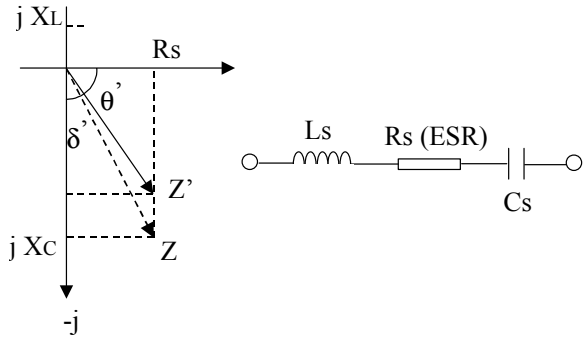 j XL
Rs
θ’
δ’
Z’
j XC
Z
-j
Ls
Rs (ESR)
Cs